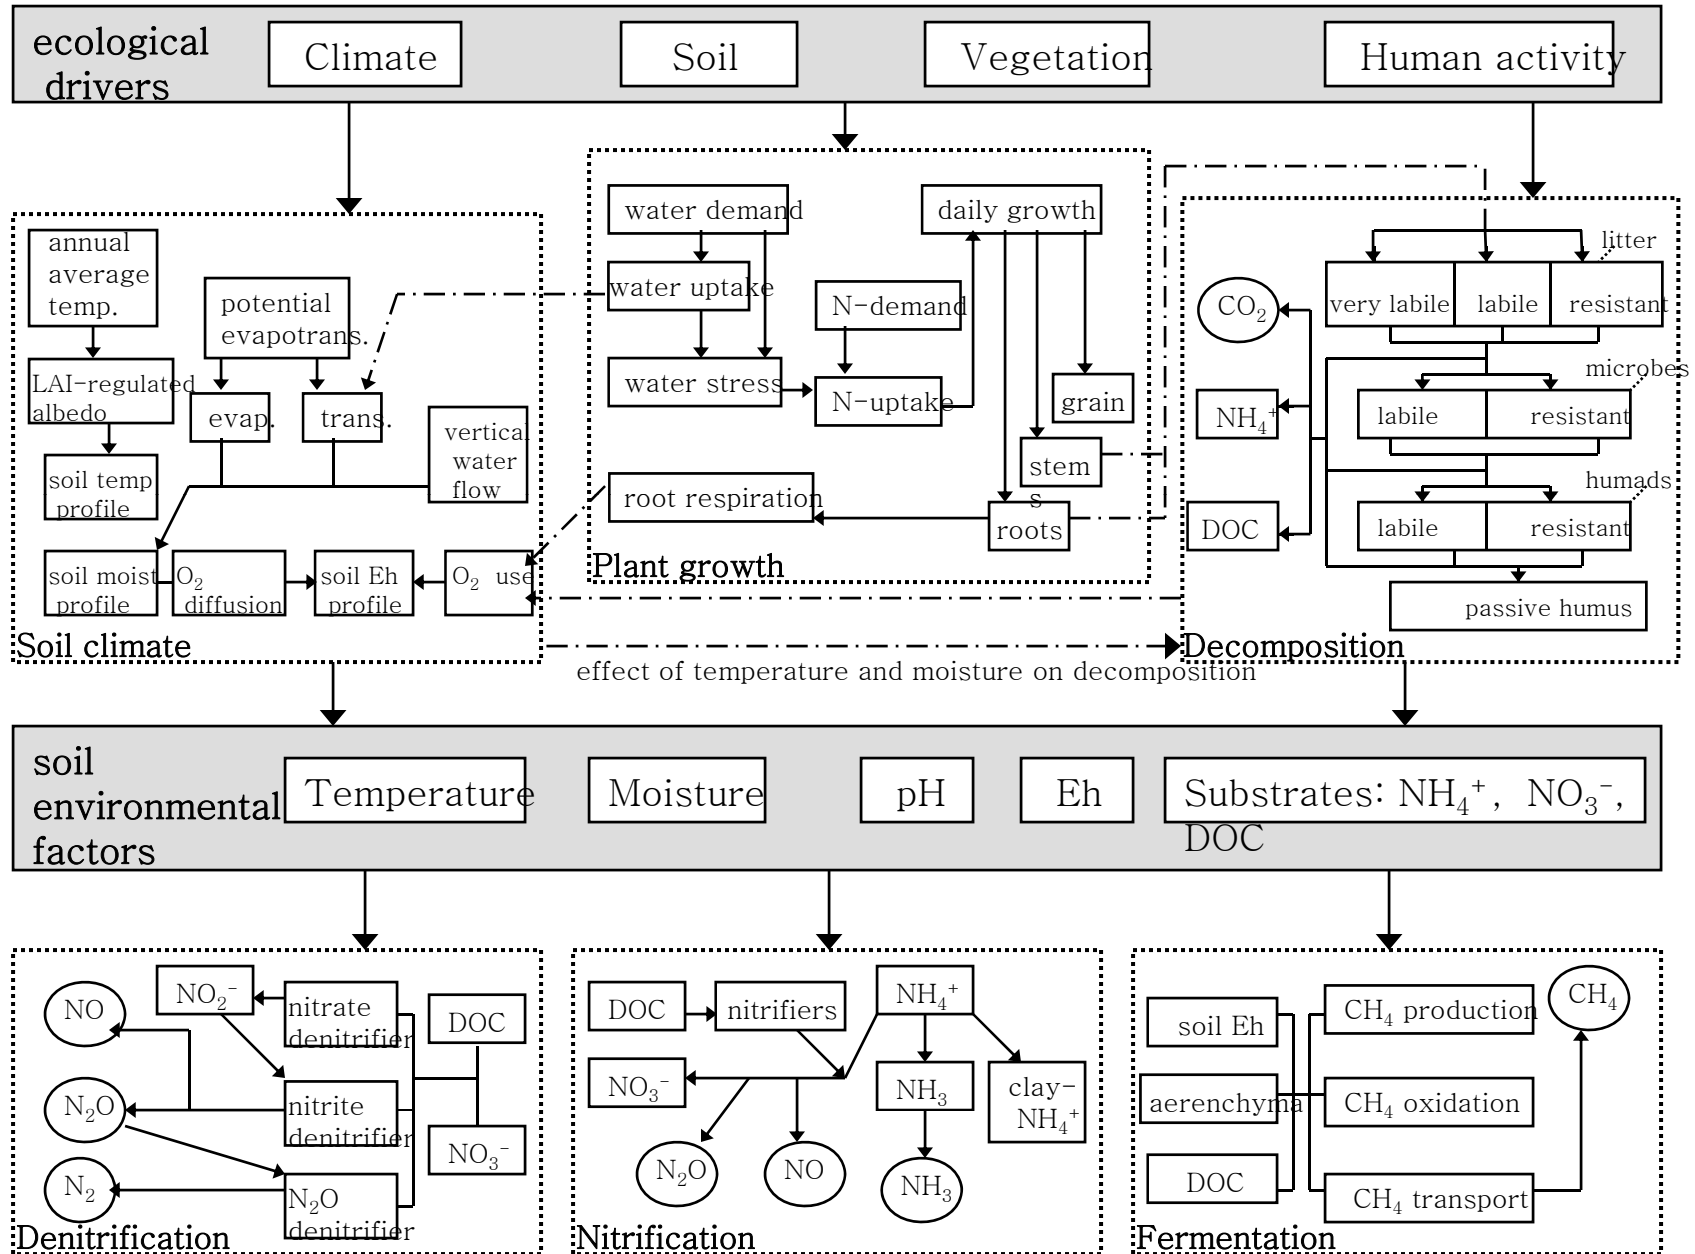 ecological
drivers
Climate
Soil
Vegetation
Human activity
annual
average
temp.
potential
evapotrans.
LAI-regulated
albedo
evap.
trans.
vertical
water
flow
soil temp
profile
soil moist
profile
O₂
diffusion
soil Eh
profile
O₂ use
Soil climate
water demand
daily growth
water uptake
N-demand
water stress
N-uptake
grain
stem
s
root respiration
roots
Plant growth
litter
CO₂
very labile
labile
resistant
microbes
NH₄⁺
labile
resistant
humads
DOC
labile
resistant
passive humus
Decomposition
effect of temperature and moisture on decomposition
soil
environmental
factors
Temperature
Moisture
pH
Eh
Substrates: NH₄⁺, NO₃⁻,
DOC
NO
NO₂⁻
nitrate
denitrifier
DOC
N₂O
nitrite
denitrifier
NO₃⁻
N₂
N₂O
denitrifier
Denitrification
DOC
nitrifiers
NH₄⁺
NO₃⁻
NH₃
clay-
NH₄⁺
N₂O
NO
NH₃
Nitrification
soil Eh
CH₄ production
CH₄
aerenchyma
CH₄ oxidation
DOC
CH₄ transport
Fermentation